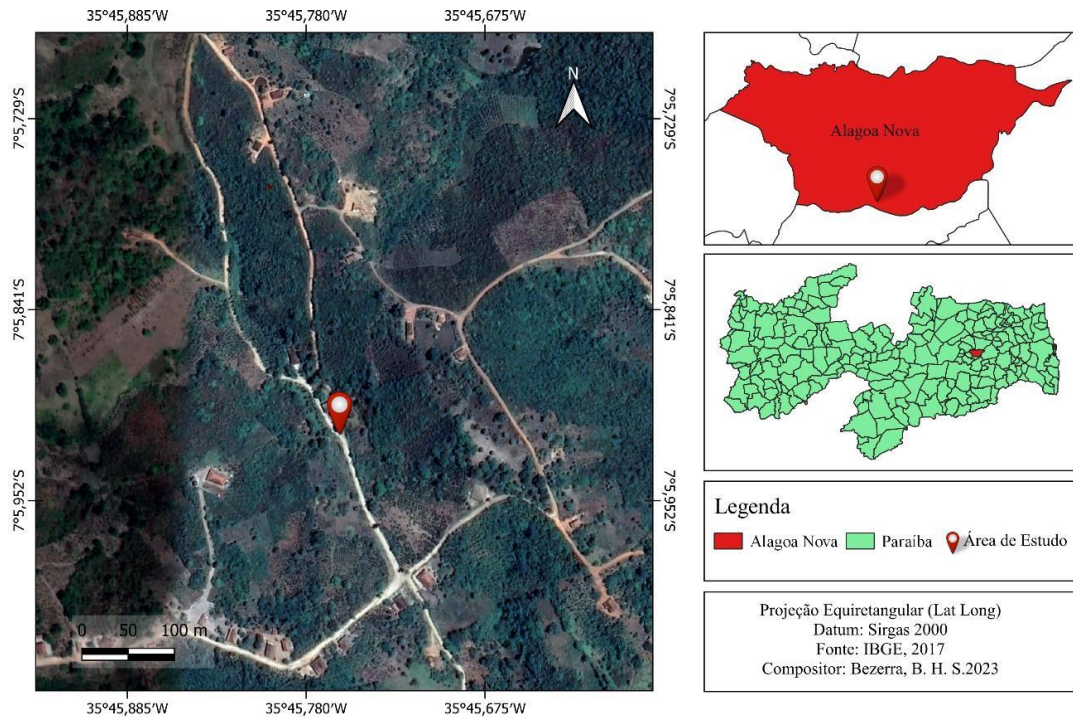 35°45,885'W 35°45,780'W 35°45,675'W
N
7°5,729'S 7°5,729'S
7°5,841'S 7°5,841'S
7°5,952'S 7°5,952'S
0 50 100 m
35°45,885'W 35°45,780'W 35°45,675'W
Alagoa Nova
Legenda
Alagoa Nova Paraíba Área de Estudo
Projeção Equiretangular (Lat Long)
Datum: Sirgas 2000
Fonte: IBGE, 2017
Compositor: Bezerra, B. H. S.2023